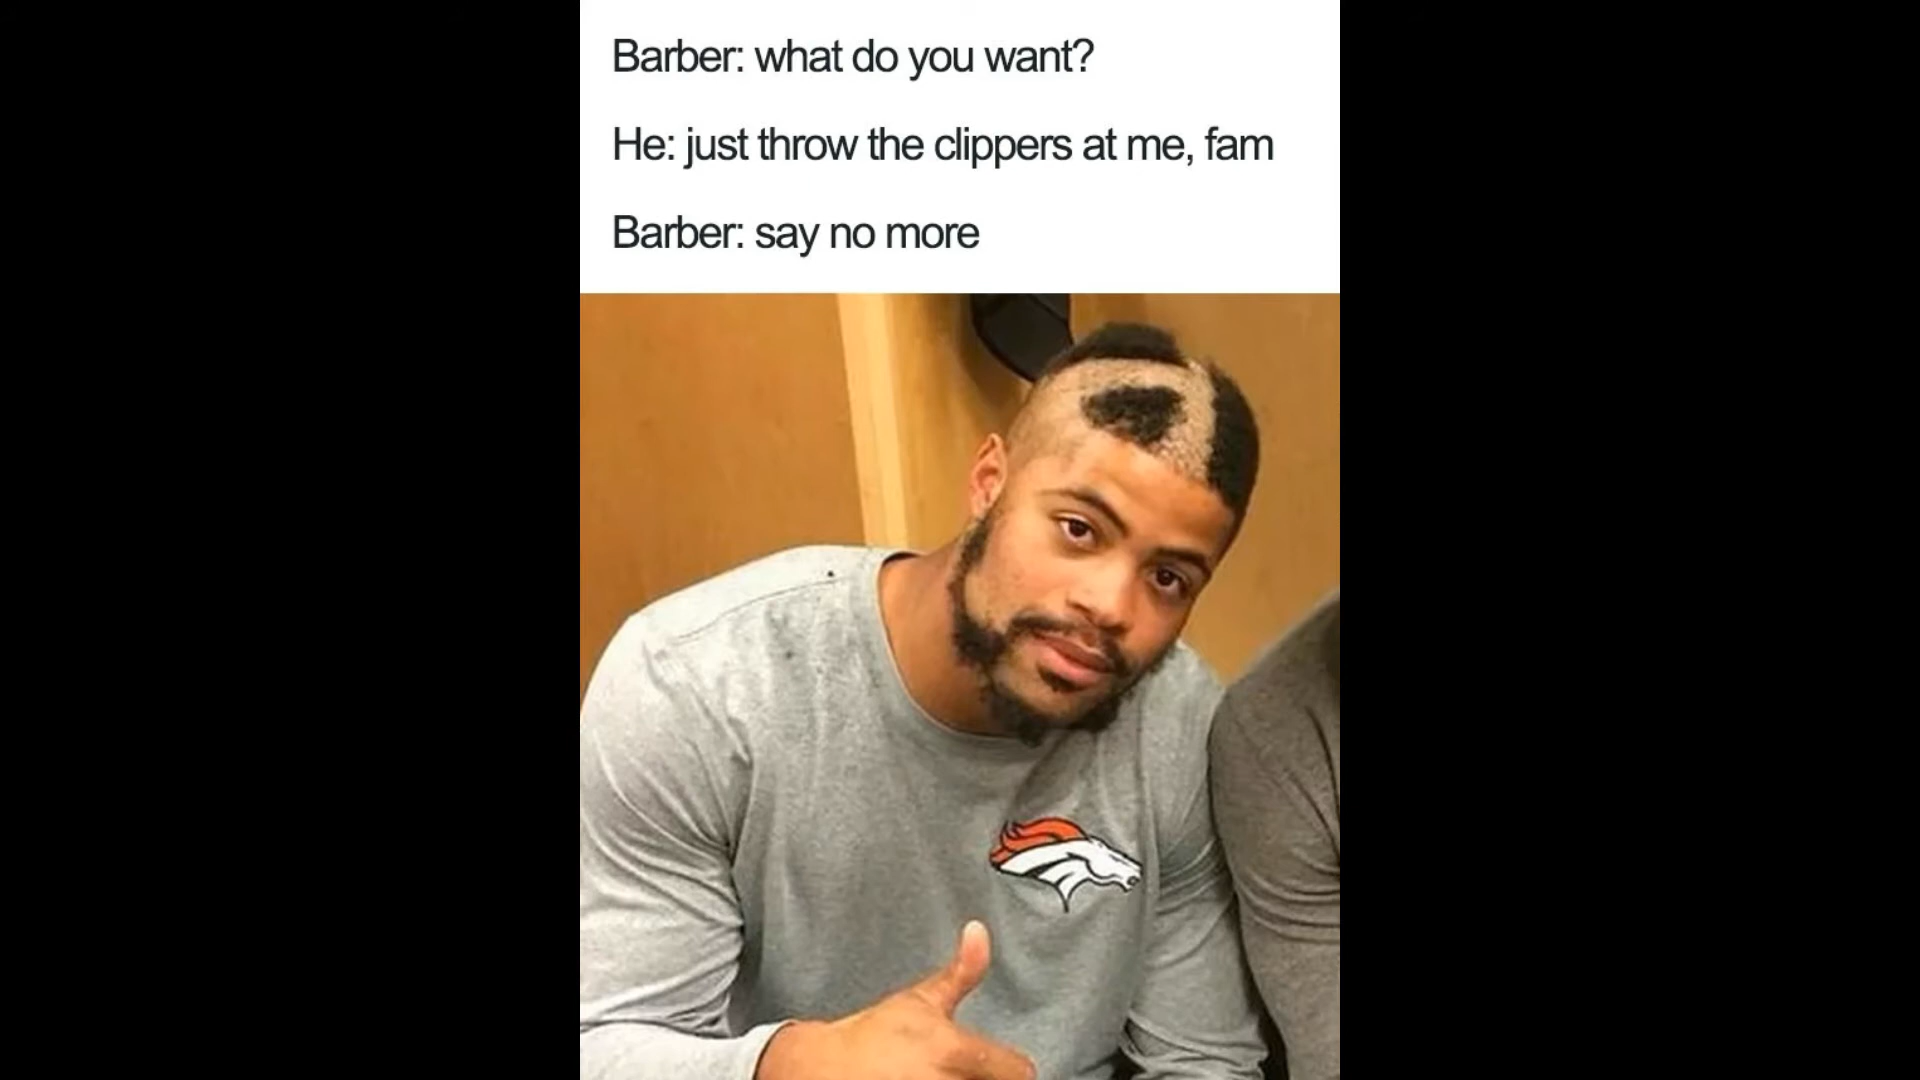 Barber: what do you want?
He: just throw the clippers at me, fam
Barber: say no more